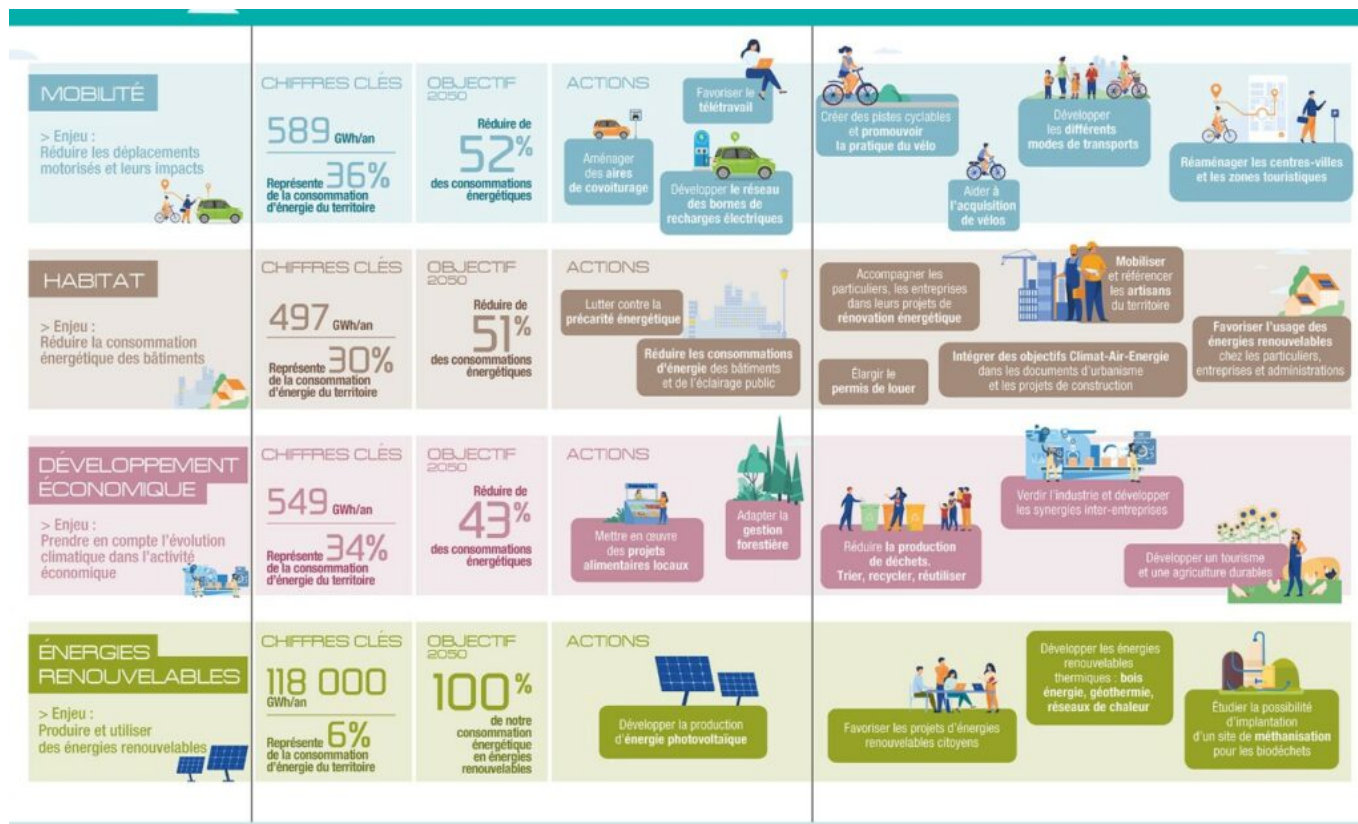 MOBILITÉ
> Enjeu :
Réduire les déplacements
motorisés et leurs impacts
CHIFFRES CLÉS
589 GWh/an
Représente 36%
de la consommation
d'énergie du territoire
OBJECTIF
2050
Réduire de
52%
des consommations
énergétiques
ACTIONS
Aménager
des aires
de covoiturage
Favoriser le
télétravail
Développer le réseau
des bornes de
recharges électriques
Créer des pistes cyclables
et promouvoir
la pratique du vélo
Aider à
l'acquisition
de vélos
Développer
les différents
modes de transports
Réaménager les centres-villes
et les zones touristiques
HABITAT
> Enjeu :
Réduire la consommation
énergétique des bâtiments
CHIFFRES CLÉS
497 GWh/an
Représente 30%
de la consommation
d'énergie du territoire
OBJECTIF
2050
Réduire de
51%
des consommations
énergétiques
ACTIONS
Lutter contre la
précarité énergétique
Réduire les consommations
d'énergie des bâtiments
et de l'éclairage public
Accompagner les
particuliers, les entreprises
dans leurs projets de
rénovation énergétique
Élargir le
permis de louer
Mobiliser
et référencer
les artisans
du territoire
Intégrer des objectifs Climat-Air-Energie
dans les documents d'urbanisme
et les projets de construction
Favoriser l'usage des
énergies renouvelables
chez les particuliers,
entreprises et administrations
DÉVELOPPEMENT
ÉCONOMIQUE
> Enjeu :
Prendre en compte l'évolution
climatique dans l'activité
économique
CHIFFRES CLÉS
549 GWh/an
Représente 34%
de la consommation
d'énergie du territoire
OBJECTIF
2050
Réduire de
43%
des consommations
énergétiques
ACTIONS
Mettre en œuvre
des projets
alimentaires locaux
Adapter la
gestion
forestière
Réduire la production
de déchets.
Trier, recycler, réutiliser
Verdir l'industrie et développer
les synergies inter-entreprises
Développer un tourisme
et une agriculture durables
ÉNERGIES
RENOUVELABLES
> Enjeu :
Produire et utiliser
des énergies renouvelables
CHIFFRES CLÉS
118 000
GWh/an
Représente 6%
de la consommation
d'énergie du territoire
OBJECTIF
2050
100%
de notre
consommation
énergétique
en énergies
renouvelables
ACTIONS
Développer la production
d'énergie photovoltaïque
Favoriser les projets d'énergies
renouvelables citoyens
Développer les énergies
renouvelables
thermiques : bois
énergie, géothermie,
réseaux de chaleur
Étudier la possibilité
d'implantation
d'un site de méthanisation
pour les biodéchets